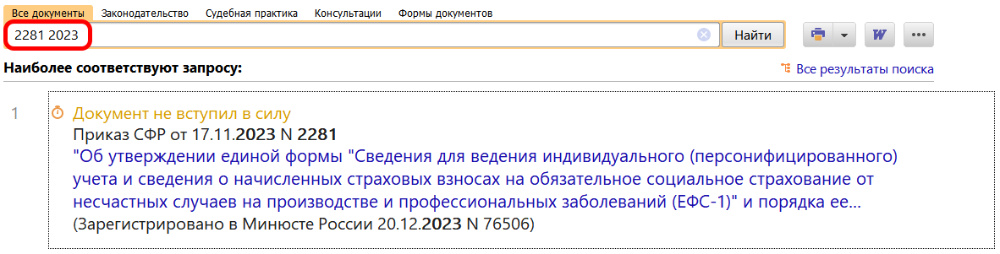 Все документы Законодательство Судебная практика Консультации Формы документов
2281 2023 Найти W
Наиболее соответствуют запросу:
Все результаты поиска
1 Документ не вступил в силу
Приказ СФР от 17.11.2023 N 2281
"Об утверждении единой формы "Сведения для ведения индивидуального (персонифицированного)
учета и сведения о начисленных страховых взносах на обязательное социальное страхование от
несчастных случаев на производстве и профессиональных заболеваний (ЕФС-1)" и порядка ее...
(Зарегистрировано в Минюсте России 20.12.2023 N 76506)